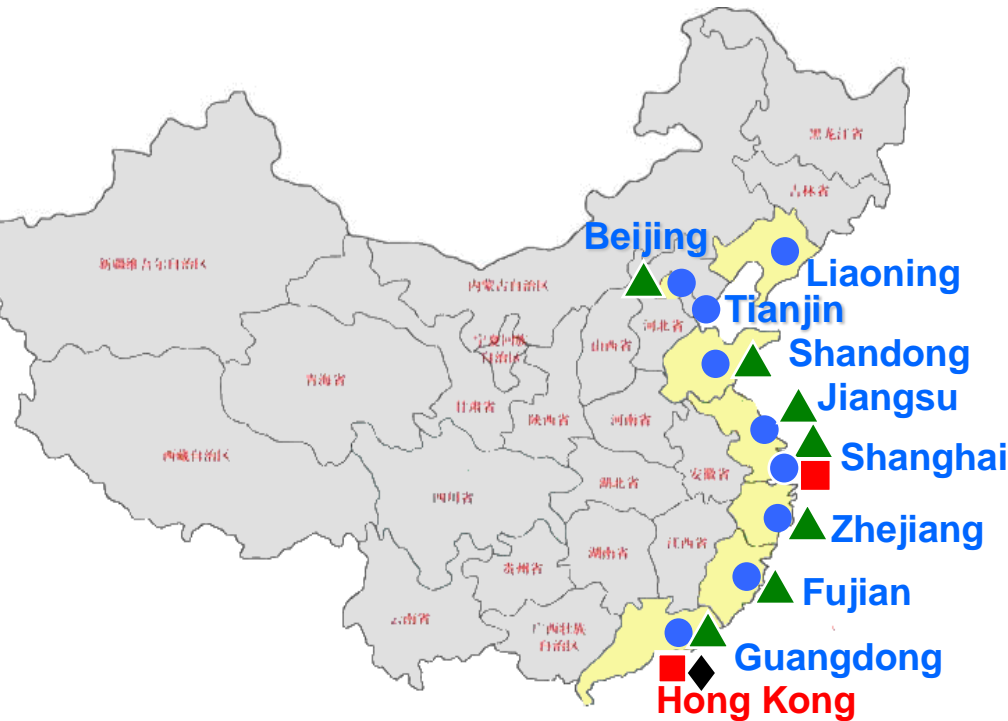 黑龙江省
吉林省
Beijing
Liaoning
新疆维吾尔自治区
内蒙古自治区
Tianjin
河北省
宁夏回族
自治区
山西省
Shandong
青海省
甘肃省
Jiangsu
陕西省
河南省
西藏自治区
Shanghai
安徽省
四川省
湖北省
Zhejiang
江西省
湖南省
贵州省
Fujian
云南省
广西壮族
自治区
Guangdong
Hong Kong